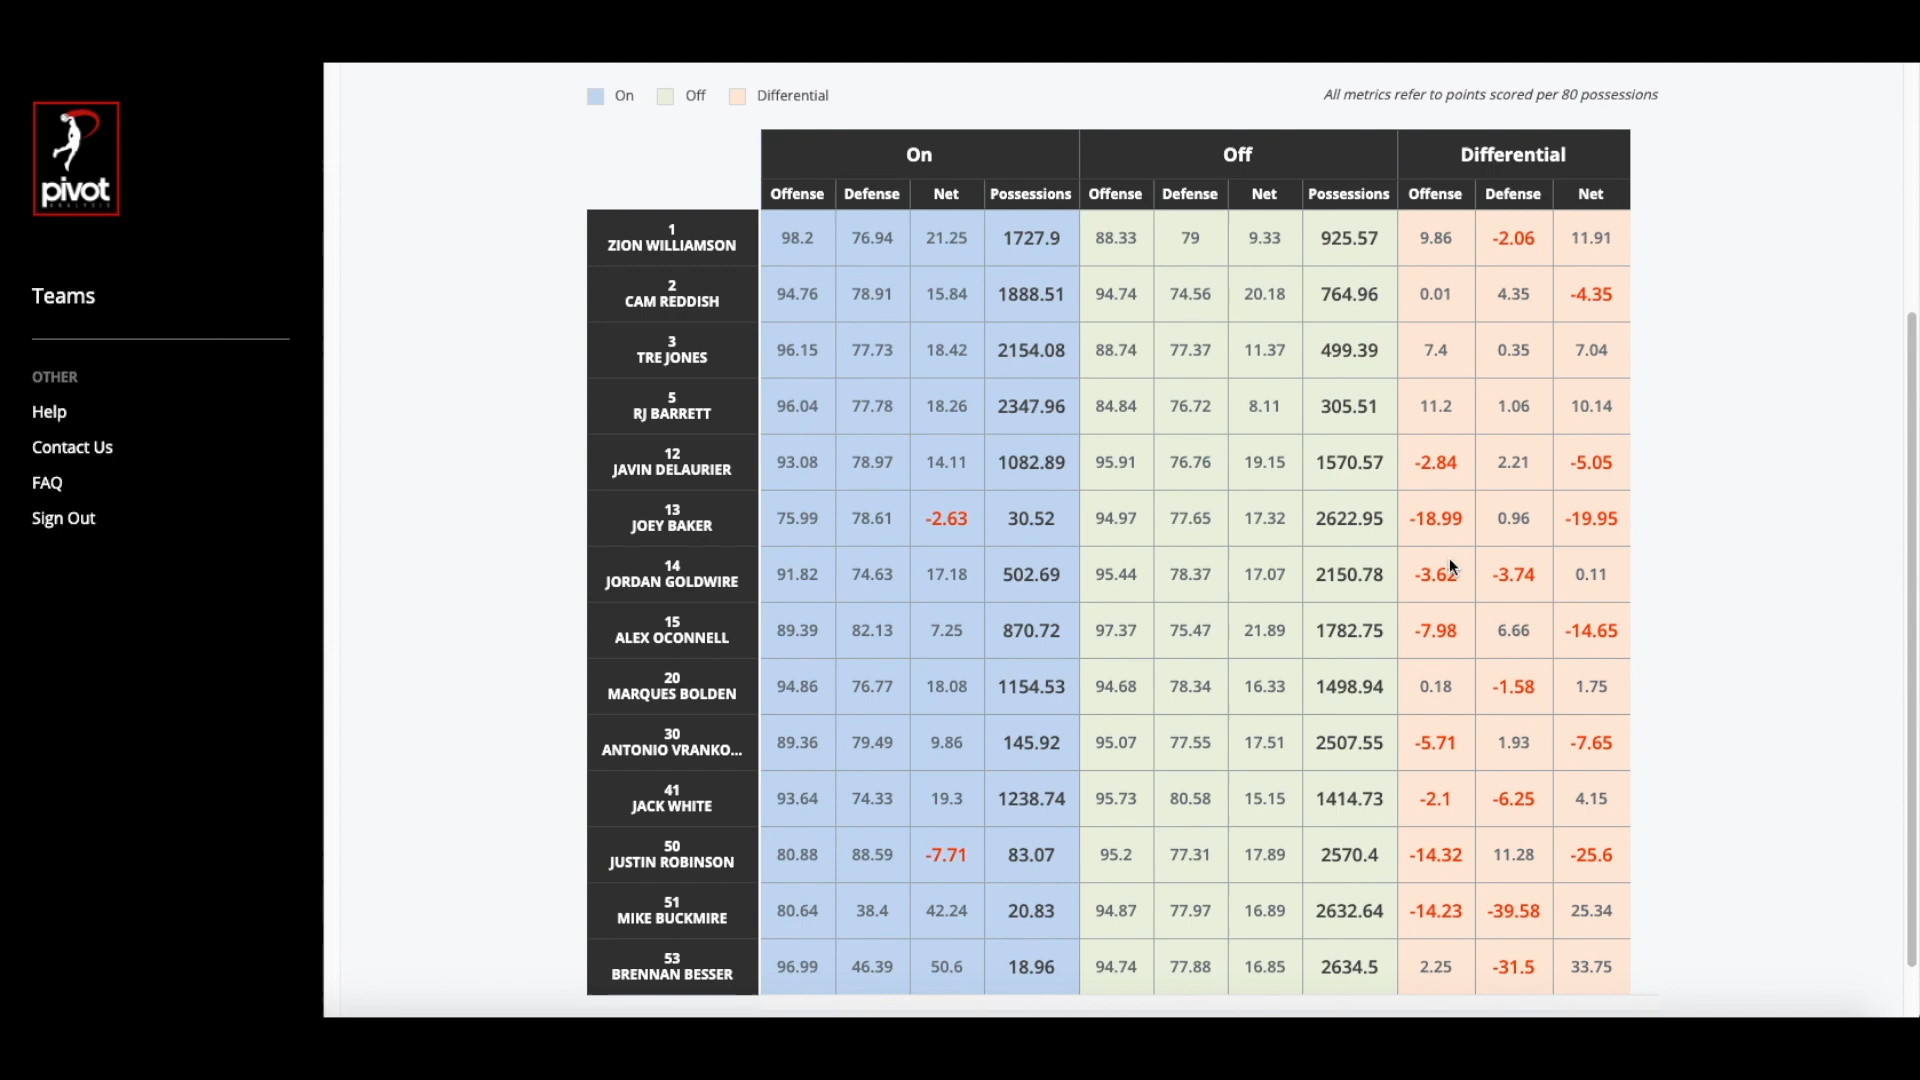 pivot
ANALYSIS
Teams
OTHER
Help
Contact Us
FAQ
Sign Out
On Off Differential
All metrics refer to points scored per 80 possessions
On Off Differential
Offense Defense Net Possessions Offense Defense Net Possessions Offense Defense Net
1
ZION WILLIAMSON 98.2 76.94 21.25 1727.9 88.33 79 9.33 925.57 9.86 -2.06 11.91
2
CAM REDDISH 94.76 78.91 15.84 1888.51 94.74 74.56 20.18 764.96 0.01 4.35 -4.35
3
TRE JONES 96.15 77.73 18.42 2154.08 88.74 77.37 11.37 499.39 7.4 0.35 7.04
5
RJ BARRETT 96.04 77.78 18.26 2347.96 84.84 76.72 8.11 305.51 11.2 1.06 10.14
12
JAVIN DELAURIER 93.08 78.97 14.11 1082.89 95.91 76.76 19.15 1570.57 -2.84 2.21 -5.05
13
JOEY BAKER 75.99 78.61 -2.63 30.52 94.97 77.65 17.32 2622.95 -18.99 0.96 -19.95
14
JORDAN GOLDWIRE 91.82 74.63 17.18 502.69 95.44 78.37 17.07 2150.78 -3.62 -3.74 0.11
15
ALEX OCONNELL 89.39 82.13 7.25 870.72 97.37 75.47 21.89 1782.75 -7.98 6.66 -14.65
20
MARQUES BOLDEN 94.86 76.77 18.08 1154.53 94.68 78.34 16.33 1498.94 0.18 -1.58 1.75
30
ANTONIO VRANKO... 89.36 79.49 9.86 145.92 95.07 77.55 17.51 2507.55 -5.71 1.93 -7.65
41
JACK WHITE 93.64 74.33 19.3 1238.74 95.73 80.58 15.15 1414.73 -2.1 -6.25 4.15
50
JUSTIN ROBINSON 80.88 88.59 -7.71 83.07 95.2 77.31 17.89 2570.4 -14.32 11.28 -25.6
51
MIKE BUCKMIRE 80.64 38.4 42.24 20.83 94.87 77.97 16.89 2632.64 -14.23 -39.58 25.34
53
BRENNAN BESSER 96.99 46.39 50.6 18.96 94.74 77.88 16.85 2634.5 2.25 -31.5 33.75